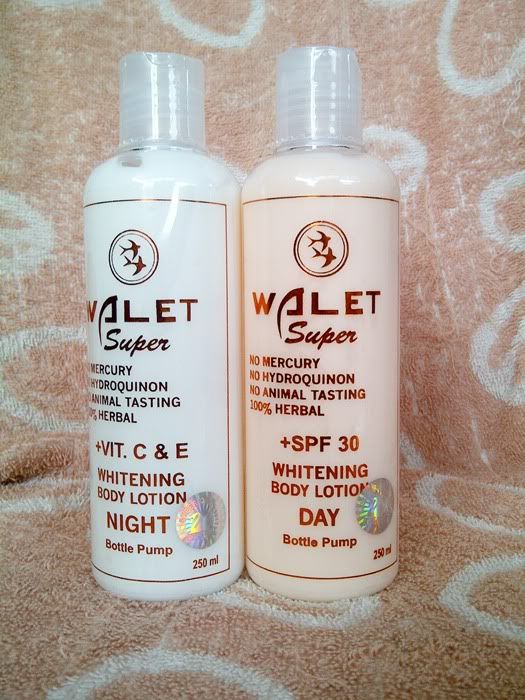 WALET
Super
MERCURY
HYDROQUINON
ANIMAL TASTING
100% HERBAL
+VIT. C & E
WHITENING
BODY LOTION
NIGHT
Bottle Pump
250 ml
WALET
Super
NO MERCURY
NO HYDROQUINON
NO ANIMAL TASTING
100% HERBAL
+SPF 30
WHITENING
BODY LOTION
DAY
Bottle Pump
250 ml